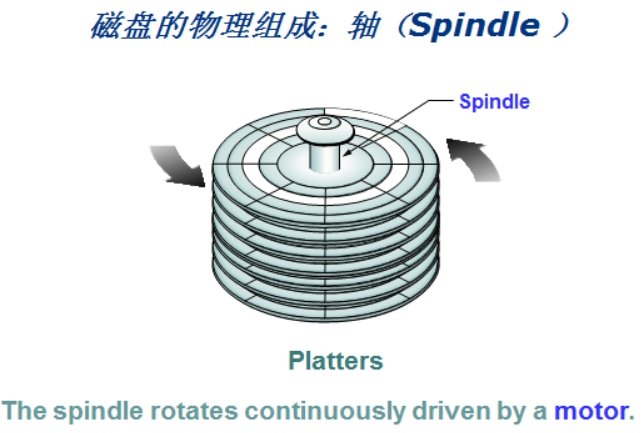 磁盘的物理组成：轴（Spindle ）
Spindle
Platters
The spindle rotates continuously driven by a motor.